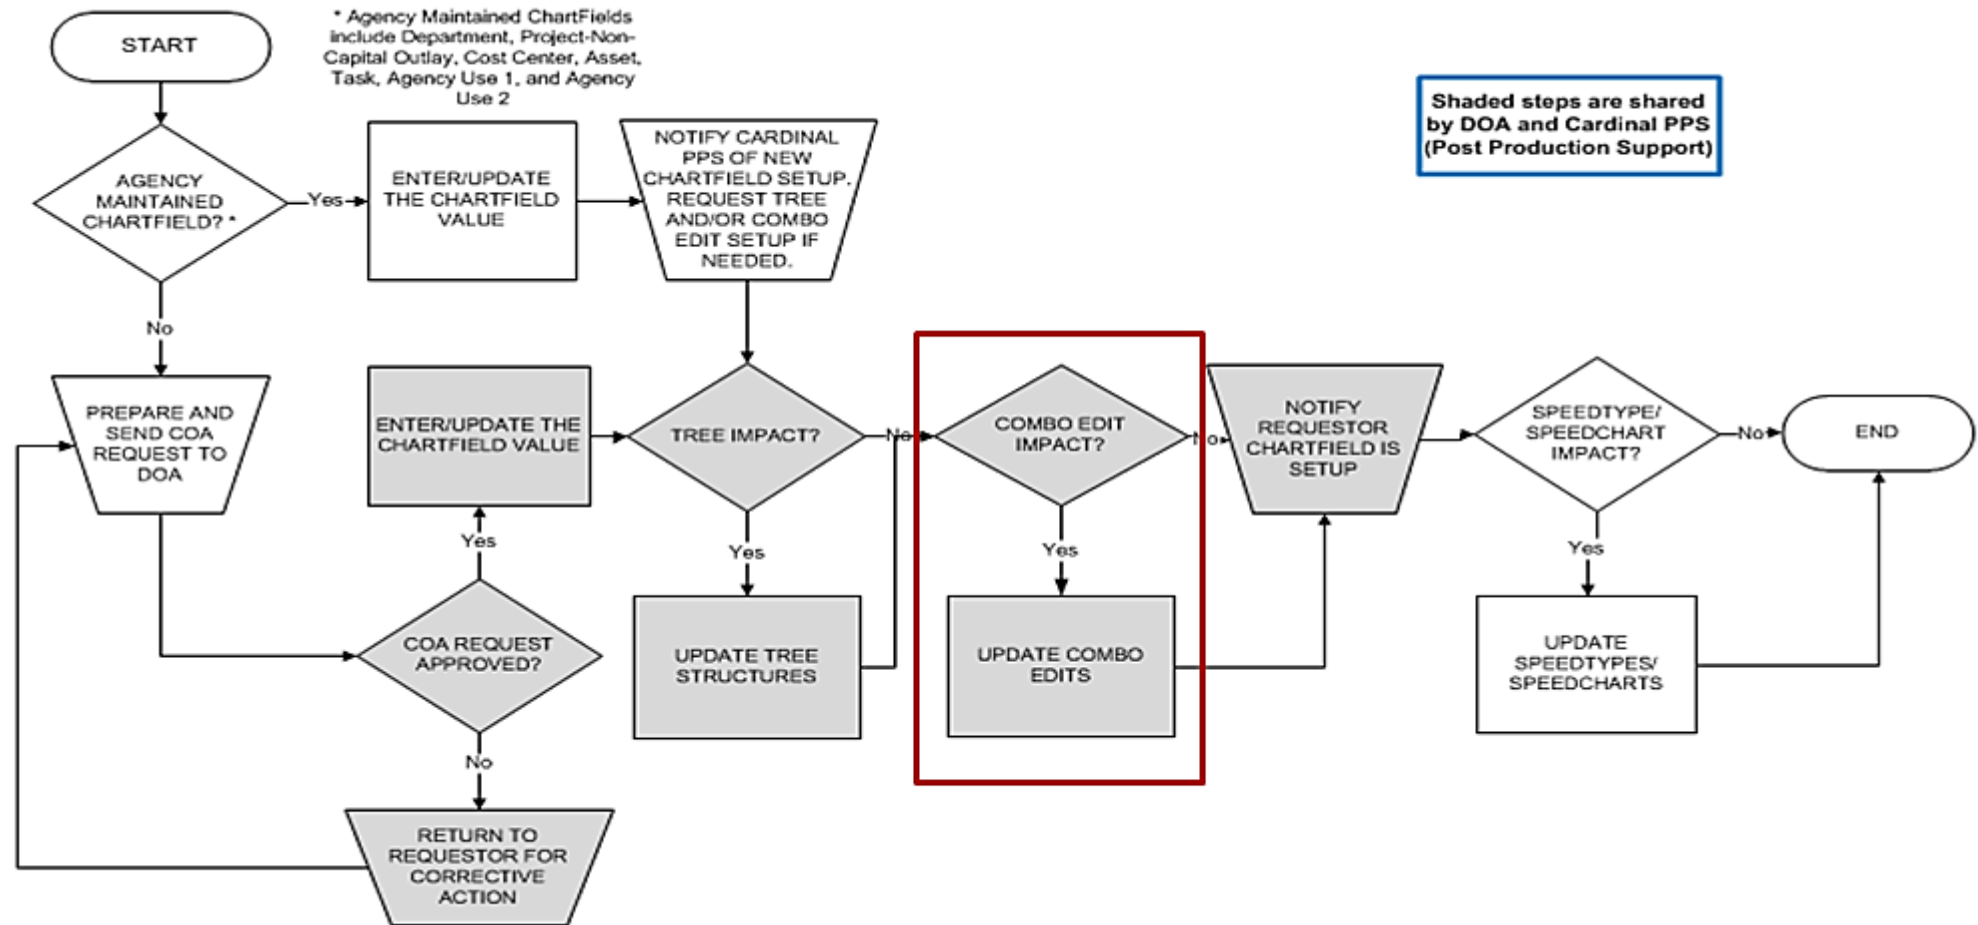 START
* Agency Maintained ChartFields
include Department, Project-Non-
Capital Outlay, Cost Center, Asset,
Task, Agency Use 1, and Agency
Use 2
Shaded steps are shared
by DOA and Cardinal PPS
(Post Production Support)
AGENCY
MAINTAINED
CHARTFIELD? *
Yes
ENTER/UPDATE
THE CHARTFIELD
VALUE
NOTIFY CARDINAL
PPS OF NEW
CHARTFIELD SETUP.
REQUEST TREE
AND/OR COMBO
EDIT SETUP IF
NEEDED.
No
PREPARE AND
SEND COA
REQUEST TO
DOA
ENTER/UPDATE THE
CHARTFIELD VALUE
TREE IMPACT?
No
COMBO EDIT
IMPACT?
No
NOTIFY
REQUESTOR
CHARTFIELD IS
SETUP
SPEEDTYPE/
SPEEDCHART
IMPACT?
No
END
Yes
Yes
Yes
Yes
COA REQUEST
APPROVED?
UPDATE TREE
STRUCTURES
UPDATE COMBO
EDITS
UPDATE
SPEEDTYPES/
SPEEDCHARTS
No
RETURN TO
REQUESTOR FOR
CORRECTIVE
ACTION